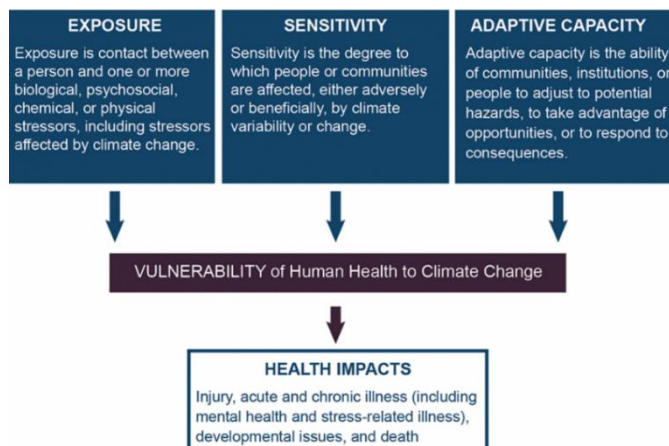 EXPOSURE
Exposure is contact between
a person and one or more
biological, psychosocial,
chemical, or physical
stressors, including stressors
affected by climate change.
SENSITIVITY
Sensitivity is the degree to
which people or communities
are affected, either adversely
or beneficially, by climate
variability or change.
ADAPTIVE CAPACITY
Adaptive capacity is the ability
of communities, institutions, or
people to adjust to potential
hazards, to take advantage of
opportunities, or to respond to
consequences.
VULNERABILITY of Human Health to Climate Change
HEALTH IMPACTS
Injury, acute and chronic illness (including
mental health and stress-related illness),
developmental issues, and death